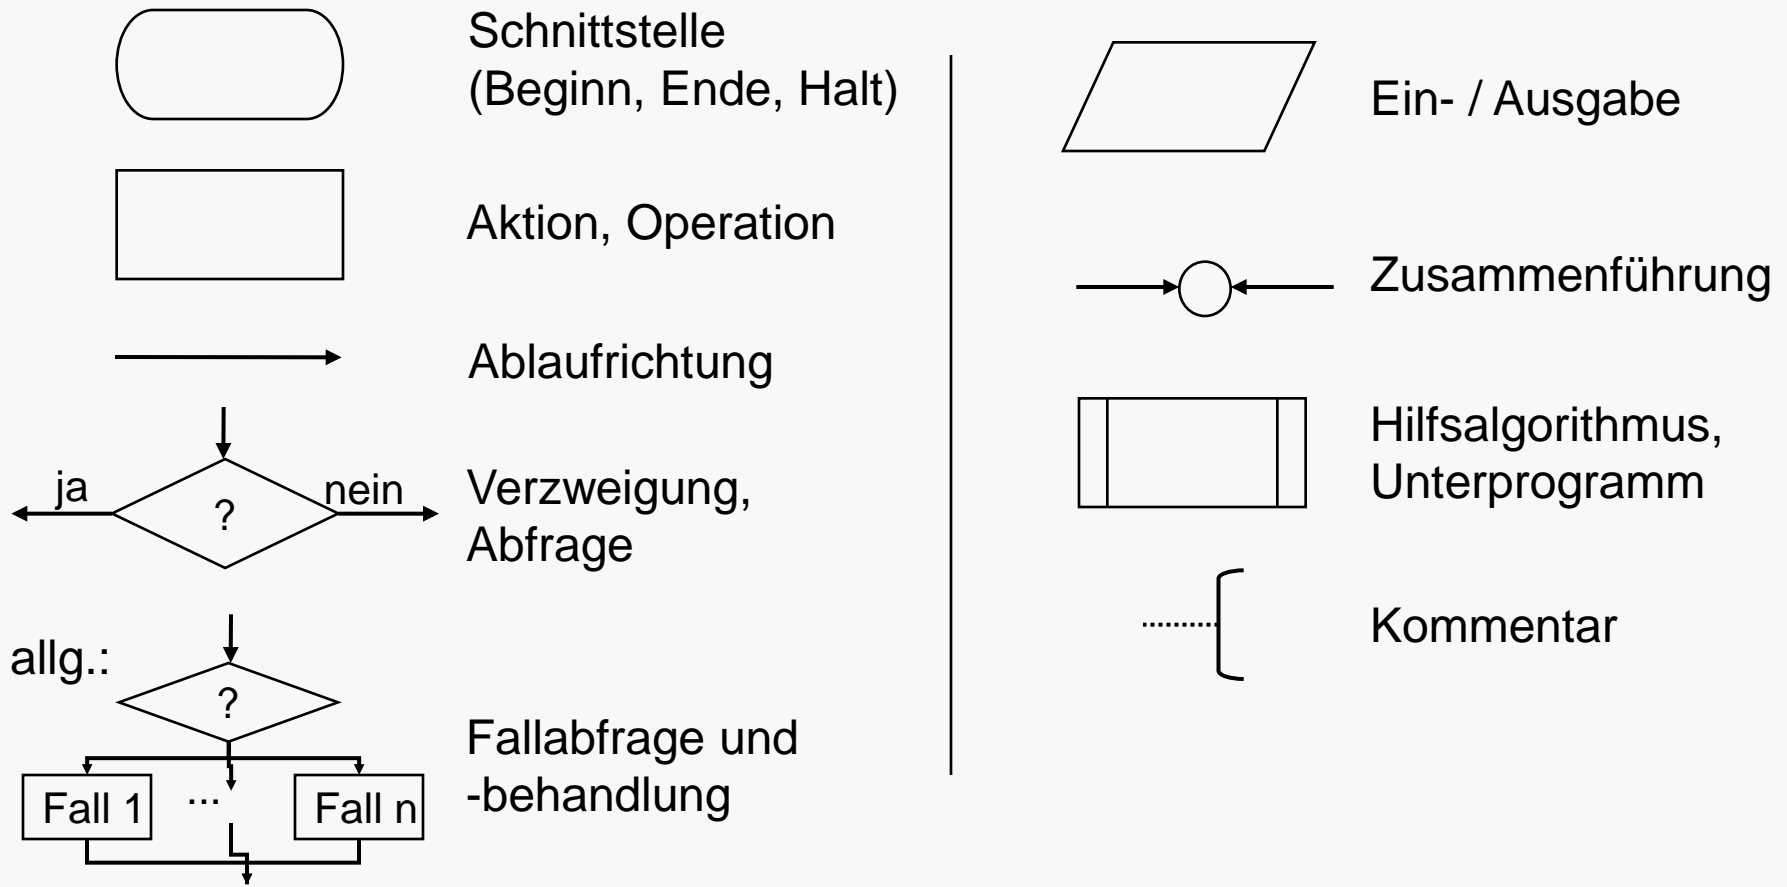 Schnittstelle
(Beginn, Ende, Halt)
Aktion, Operation
Ablaufrichtung
ja
?
nein
Verzweigung,
Abfrage
allg.:
?
Fall 1
...
Fall n
Fallabfrage und
-behandlung
Ein- / Ausgabe
Zusammenführung
Hilfsalgorithmus,
Unterprogramm
Kommentar